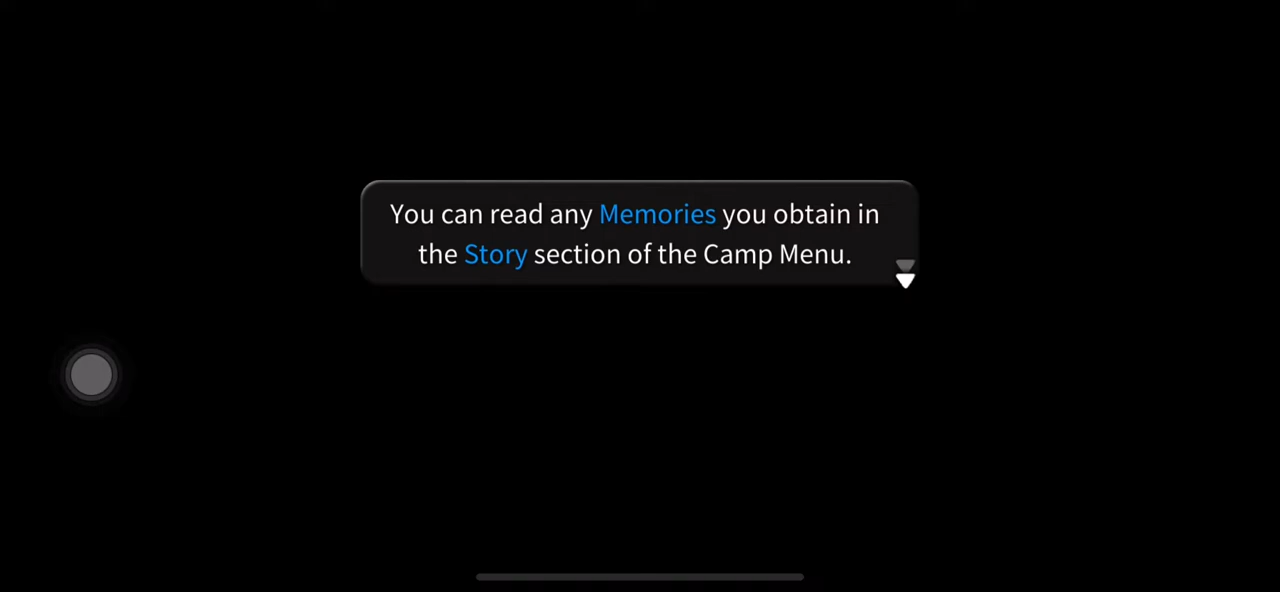 You can read any Memories you obtain in
the Story section of the Camp Menu.